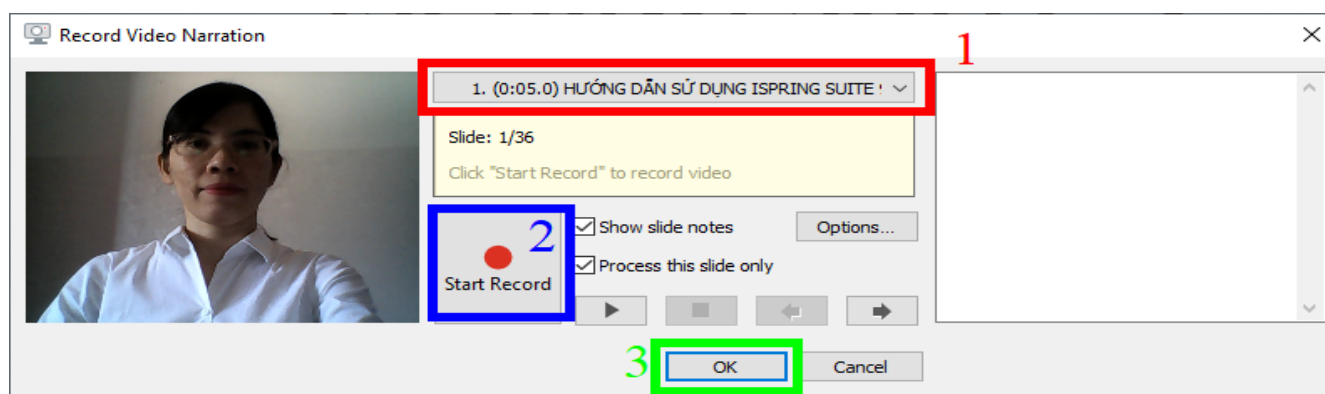 Record Video Narration
1
1. (0:05.0) HƯỚNG DẪN SỬ DỤNG ISPRING SUITE
Slide: 1/36
Click "Start Record" to record video
2
Start Record
Show slide notes
Options...
Process this slide only
3
OK
Cancel